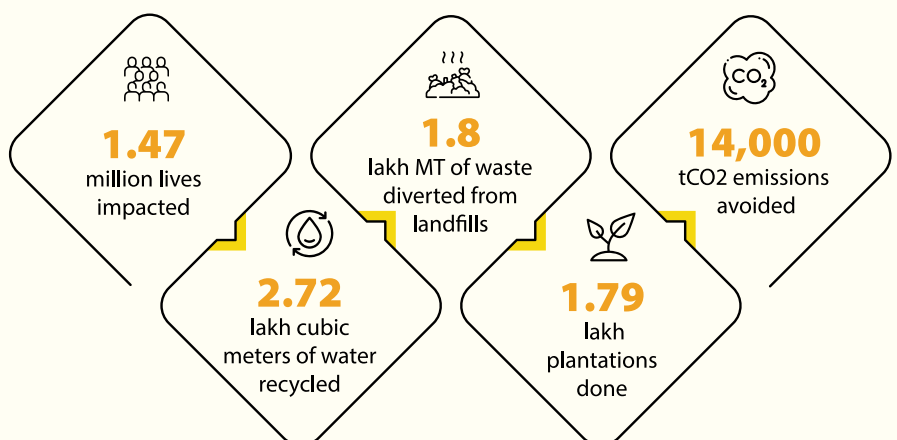 1.47
million lives
impacted
2.72
lakh cubic
meters of water
recycled
1.8
lakh MT of waste
diverted from
landfills
1.79
lakh
plantations
done
CO2
14,000
tCO2 emissions
avoided